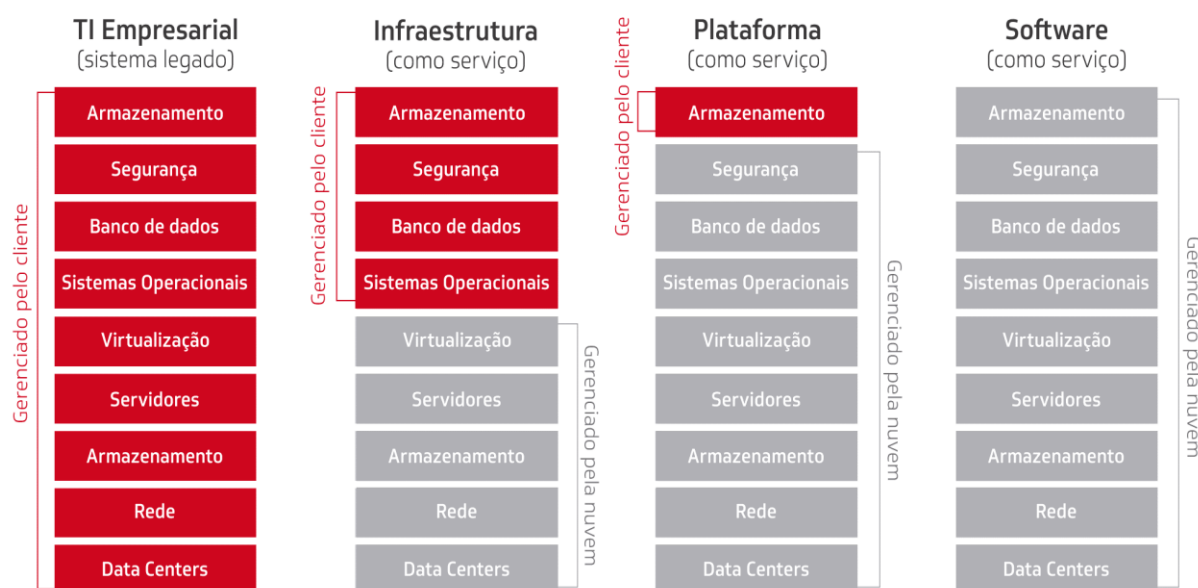 TI Empresarial
(sistema legado)
Gerenciado pelo cliente
Armazenamento
Segurança
Banco de dados
Sistemas Operacionais
Virtualização
Servidores
Armazenamento
Rede
Data Centers
Infraestrutura
(como serviço)
Gerenciado pelo cliente
Armazenamento
Segurança
Banco de dados
Sistemas Operacionais
Virtualização
Servidores
Armazenamento
Rede
Data Centers
Gerenciado pela nuvem
Plataforma
(como serviço)
Gerenciado pelo cliente
Armazenamento
Segurança
Banco de dados
Sistemas Operacionais
Virtualização
Servidores
Armazenamento
Rede
Data Centers
Gerenciado pela nuvem
Software
(como serviço)
Armazenamento
Segurança
Banco de dados
Sistemas Operacionais
Virtualização
Servidores
Armazenamento
Rede
Data Centers
Gerenciado pela nuvem